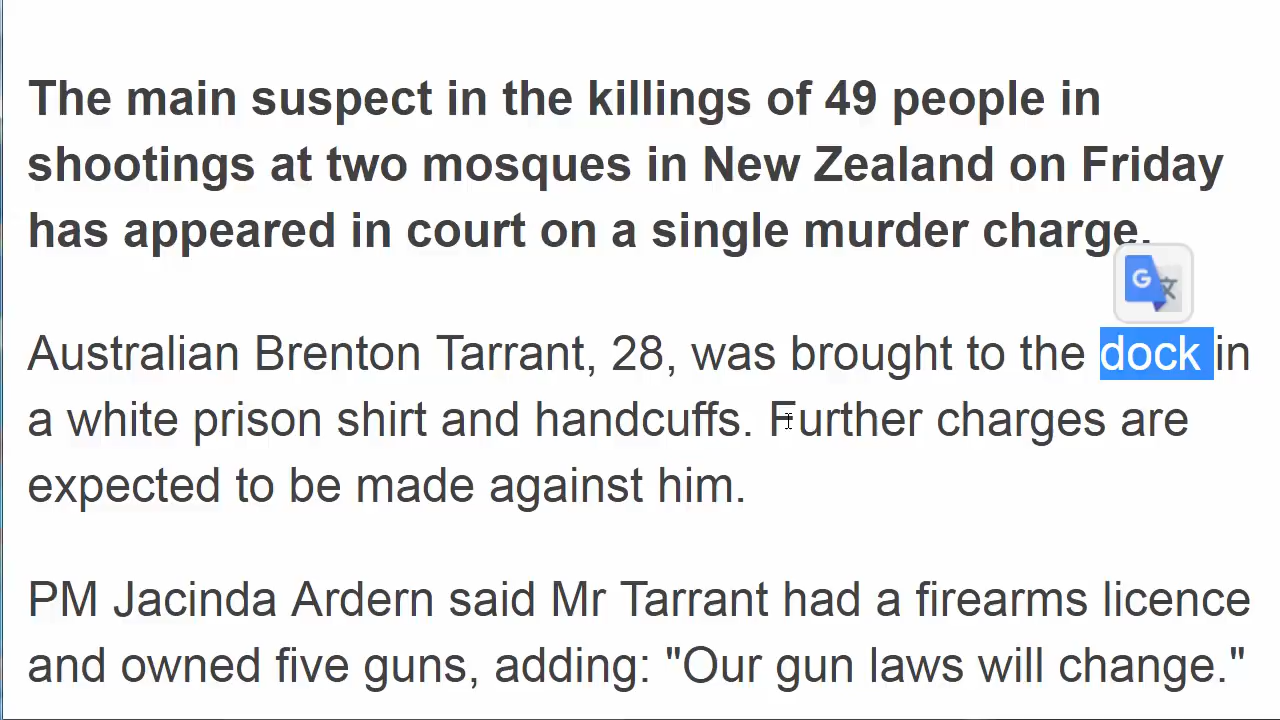 The main suspect in the killings of 49 people in
shootings at two mosques in New Zealand on Friday
has appeared in court on a single murder charge.
Australian Brenton Tarrant, 28, was brought to the dock in
a white prison shirt and handcuffs. Further charges are
expected to be made against him.
PM Jacinda Ardern said Mr Tarrant had a firearms licence
and owned five guns, adding: "Our gun laws will change."